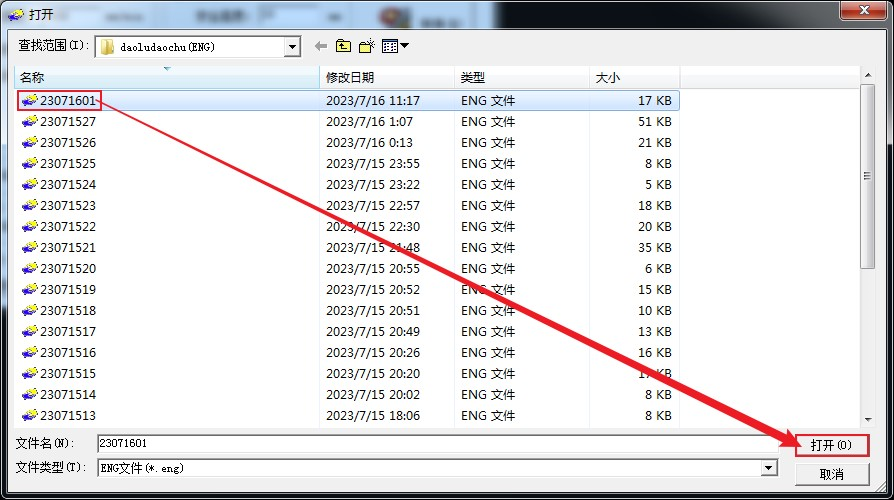 打开
查找范围(I): daoludaochu(ENG)
名称 修改日期 类型 大小
23071601 2023/7/16 11:17 ENG 文件 17 KB
23071527 2023/7/16 1:07 ENG 文件 51 KB
23071526 2023/7/16 0:13 ENG 文件 21 KB
23071525 2023/7/15 23:55 ENG 文件 8 KB
23071524 2023/7/15 23:22 ENG 文件 5 KB
23071523 2023/7/15 22:57 ENG 文件 18 KB
23071522 2023/7/15 22:30 ENG 文件 20 KB
23071521 2023/7/15 21:48 ENG 文件 35 KB
23071520 2023/7/15 20:55 ENG 文件 6 KB
23071519 2023/7/15 20:52 ENG 文件 15 KB
23071518 2023/7/15 20:51 ENG 文件 10 KB
23071517 2023/7/15 20:49 ENG 文件 13 KB
23071516 2023/7/15 20:26 ENG 文件 16 KB
23071515 2023/7/15 20:20 ENG 文件 KB
23071514 2023/7/15 20:02 ENG 文件 8 KB
23071513 2023/7/15 18:06 ENG 文件 8 KB
文件名(N): 23071601 打开(O)
文件类型(T): ENG文件(*.eng) 取消